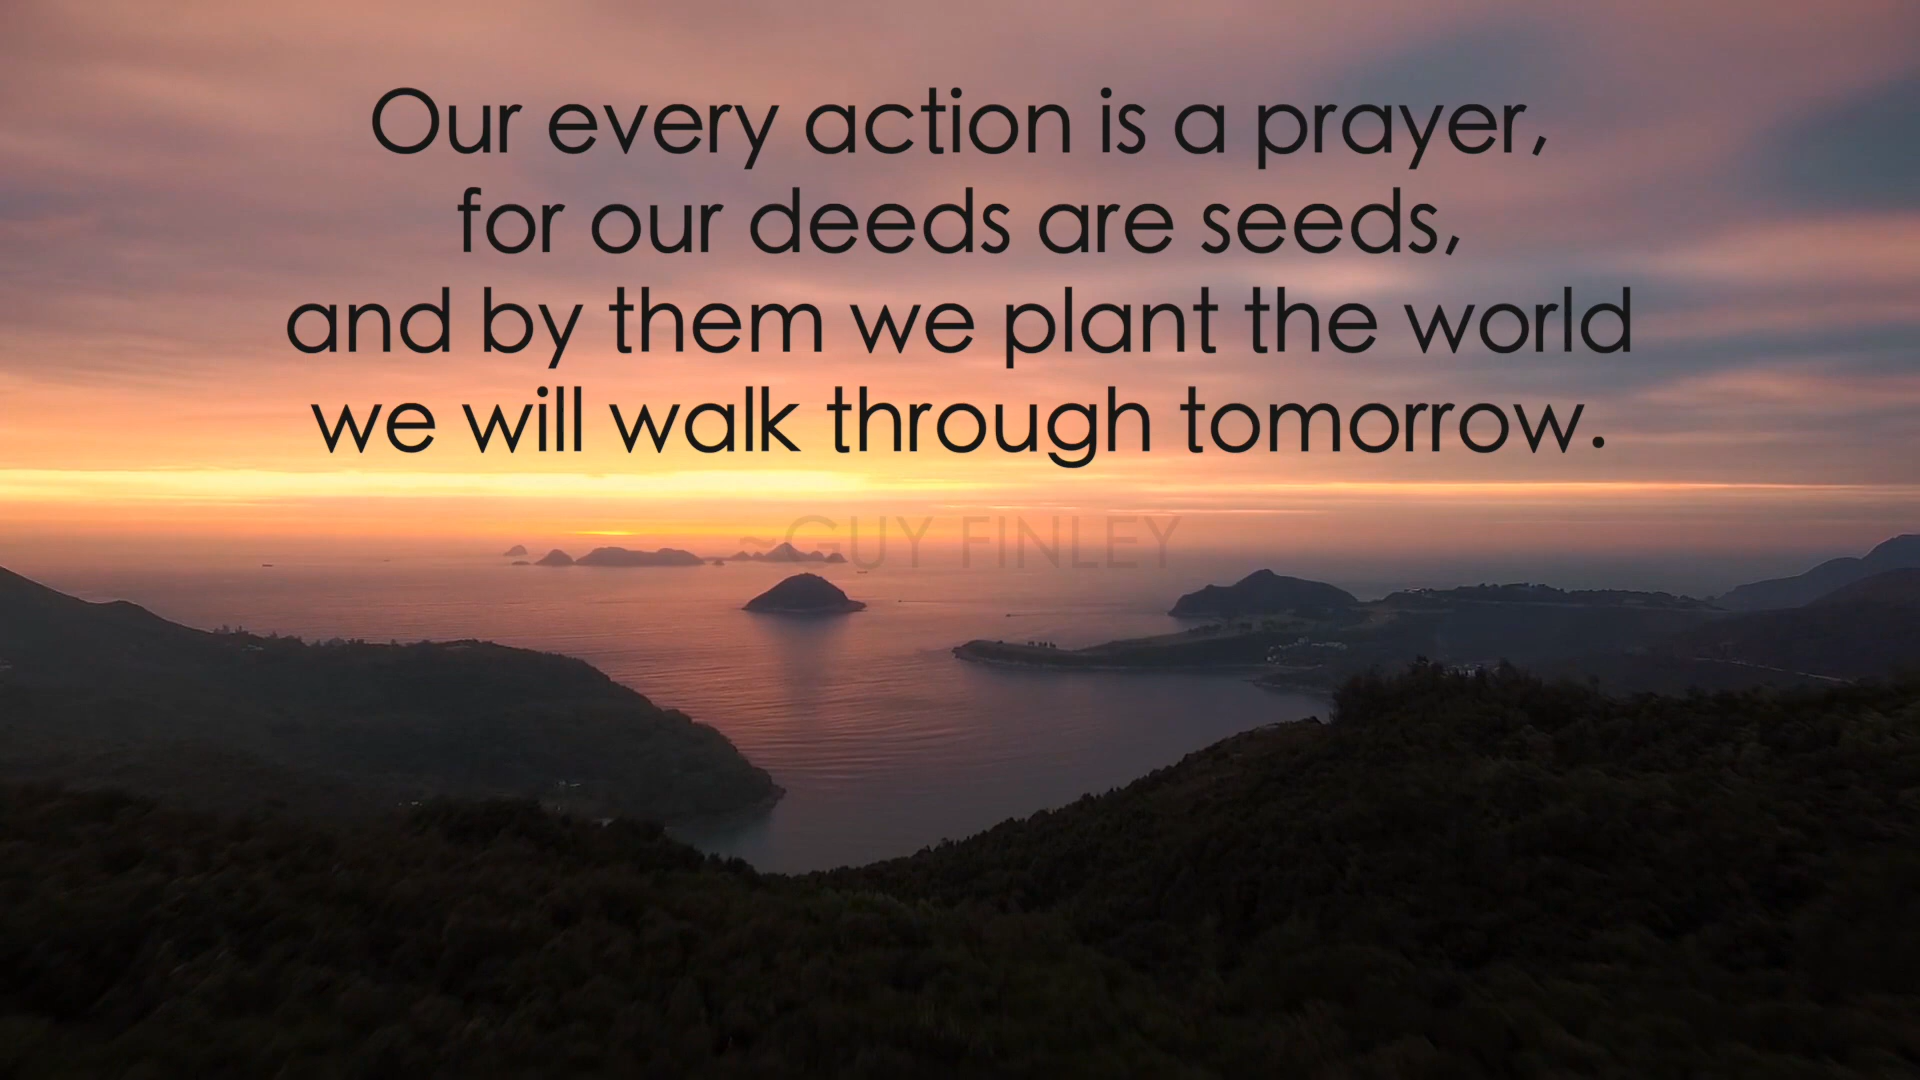 Our every action is a prayer,
for our deeds are seeds,
and by them we plant the world
we will walk through tomorrow.
~GUY FINLEY